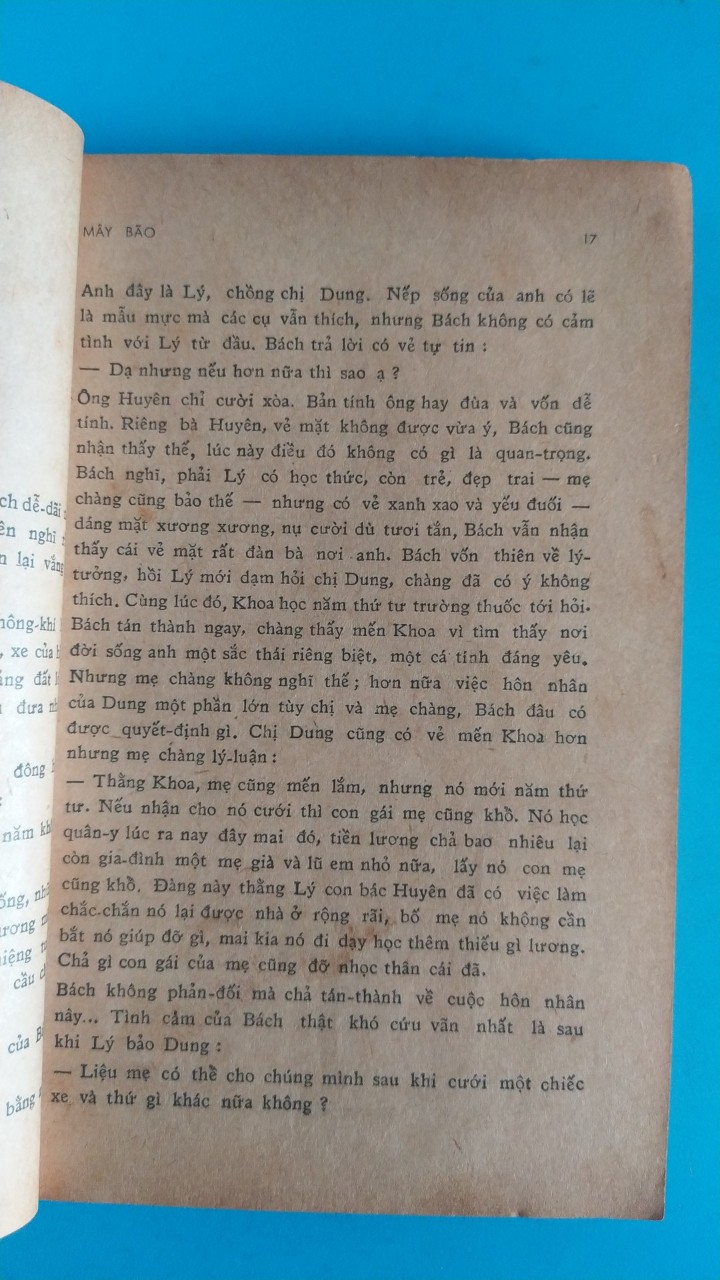 ch dễ-dãi
ên nghĩ
n lại
hông-khí
, xe của
đất
đưa
đông
năm
cầu
của
bằng
MÂY BÃO
17
Anh đây là Lý, chồng chị Dung. Nếp sống của anh có lẽ
là mẫu mực mà các cụ vẫn thích, nhưng Bách không có cảm
tình với Lý từ đầu. Bách trả lời có vẻ tự tin :
— Dạ nhưng nếu hơn nữa thì sao ạ ?
Ông Huyên chỉ cười xòa. Bản tính ông hay đùa và vốn dễ
tính. Riêng bà Huyên, vẻ mặt không được vừa ý, Bách cũng
nhận thấy thế, lúc này điều đó không có gì là quan-trọng.
Bách nghĩ, phải Lý có học thức, còn trẻ, đẹp trai — mẹ
chàng cũng bảo thế — nhưng có vẻ xanh xao và yếu đuối —
dáng mặt xương xương, nụ cười dù tươi tắn, Bách vẫn nhận
thấy cái vẻ mặt rất đàn bà nơi anh. Bách vốn thiên về lý-
tưởng, hồi Lý mới dạm hỏi chị Dung, chàng đã có ý không
thích. Cùng lúc đó, Khoa học năm thứ tư trường thuốc tới hỏi.
Bách tán thành ngay, chàng thấy mến Khoa vì tìm thấy nơi
đời sống anh một sắc thái riêng biệt, một cá tính đáng yêu.
Nhưng mẹ chàng không nghĩ thế ; hơn nữa việc hôn nhân
của Dung một phần lớn tùy chị và mẹ chàng, Bách đâu có
được quyết-định gì. Chị Dung cũng có vẻ mến Khoa hơn
nhưng mẹ chàng lý-luận :
— Thằng Khoa, mẹ cũng mến lắm, nhưng nó mới năm thứ
tư. Nếu nhận cho nó cưới thì con gái mẹ cũng khổ. Nó học
quân-y lúc ra nay đây mai đó, tiền lương chả bao nhiêu lại
còn gia-đình một mẹ già và lũ em nhỏ nữa, lấy nó con mẹ
cũng khổ. Đàng này thằng Lý con bác Huyên đã có việc làm
chắc-chắn nó lại được nhà ở rộng rãi, bố mẹ nó không cần
bắt nó giúp đỡ gì, mai kia nó đi dạy học thêm thiếu gì lương.
Chả gì con gái của mẹ cũng đỡ nhọc thân cái đã.
Bách không phản-đối mà chả tán-thành về cuộc hôn nhân
này... Tình cảm của Bách thật khó cứu vãn nhất là sau
khi Lý bảo Dung :
— Liệu mẹ có thể cho chúng mình sau khi cưới một chiếc
xe và thứ gì khác nữa không ?